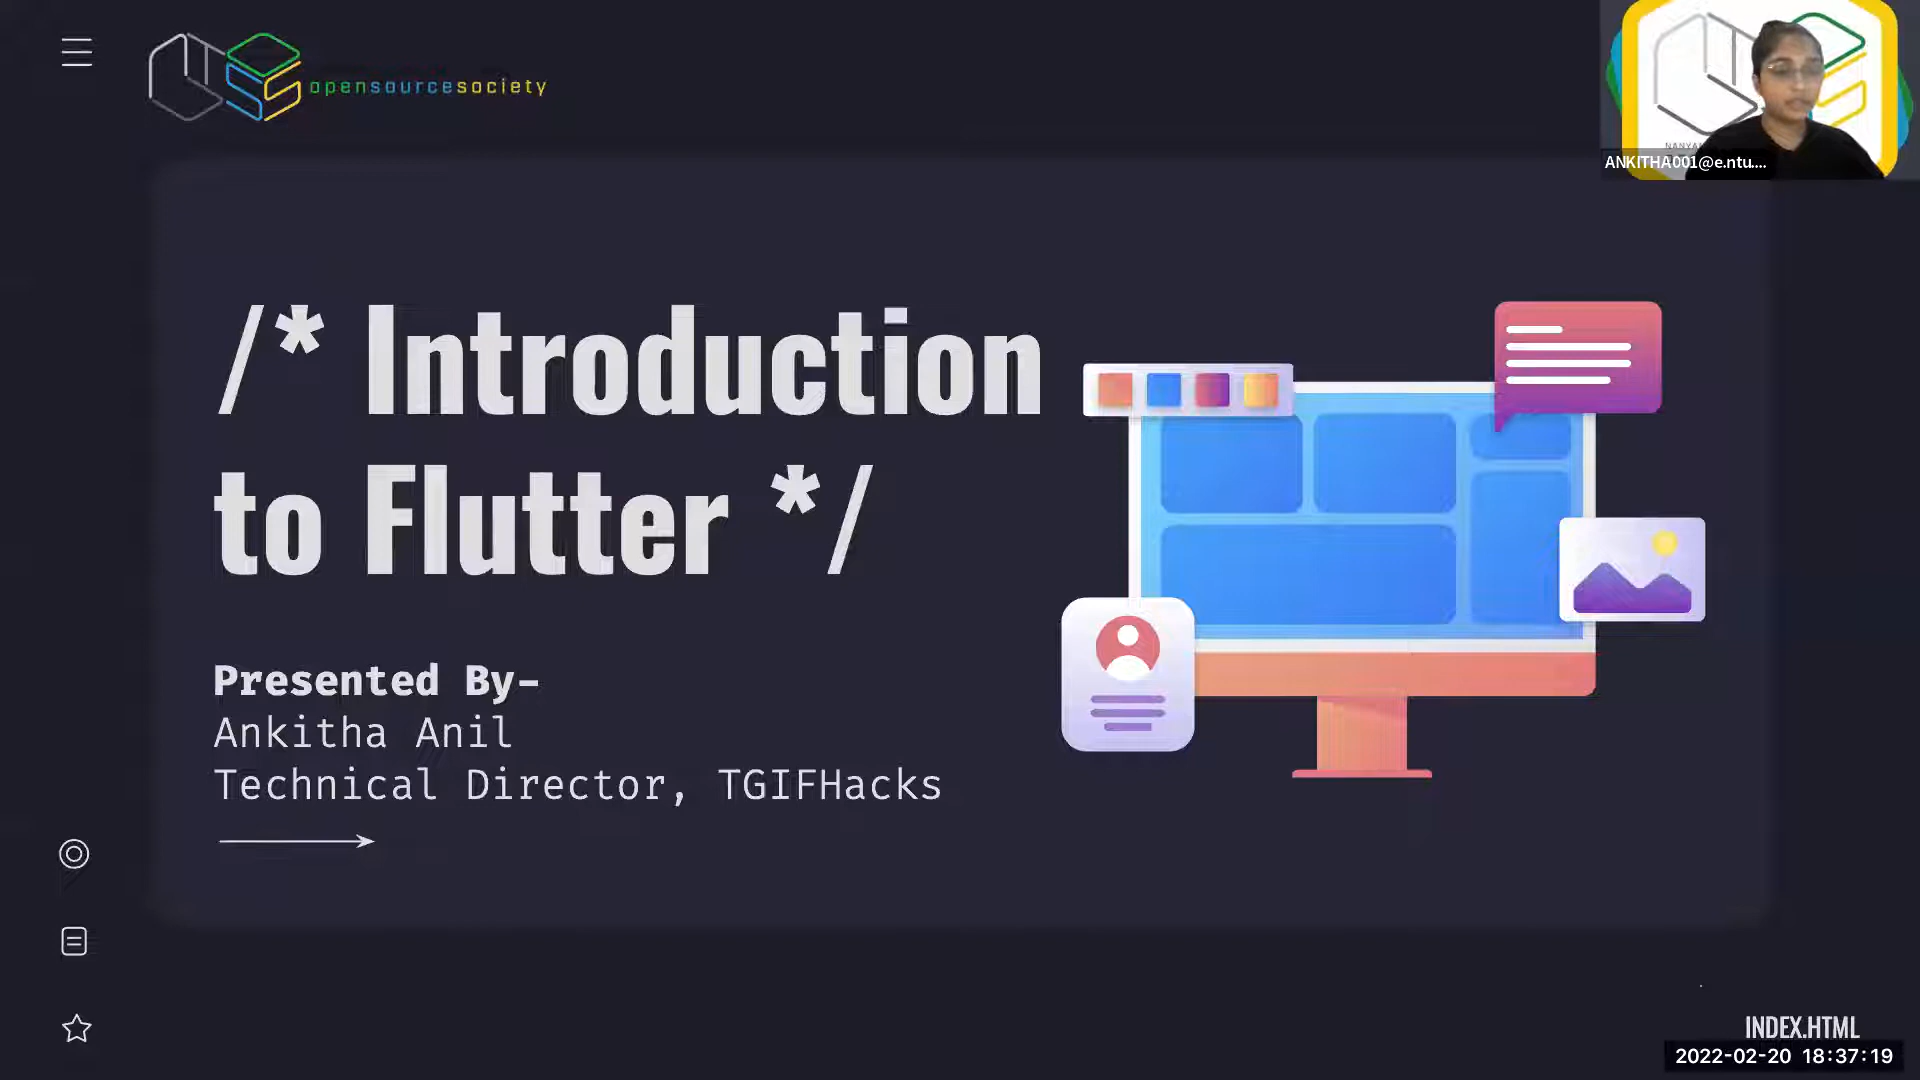 opensourcesociety
ANKITHA001@e.ntu....
/* Introduction
to Flutter */
Presented By-
Ankitha Anil
Technical Director, TGIFHacks
INDEX.HTML
2022-02-20 18:37:19